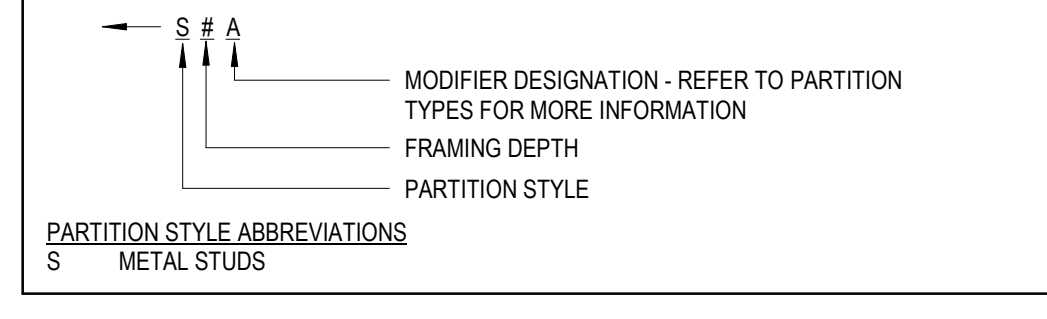 S # A
MODIFIER DESIGNATION - REFER TO PARTITION
TYPES FOR MORE INFORMATION
FRAMING DEPTH
PARTITION STYLE
PARTITION STYLE ABBREVIATIONS
S METAL STUDS